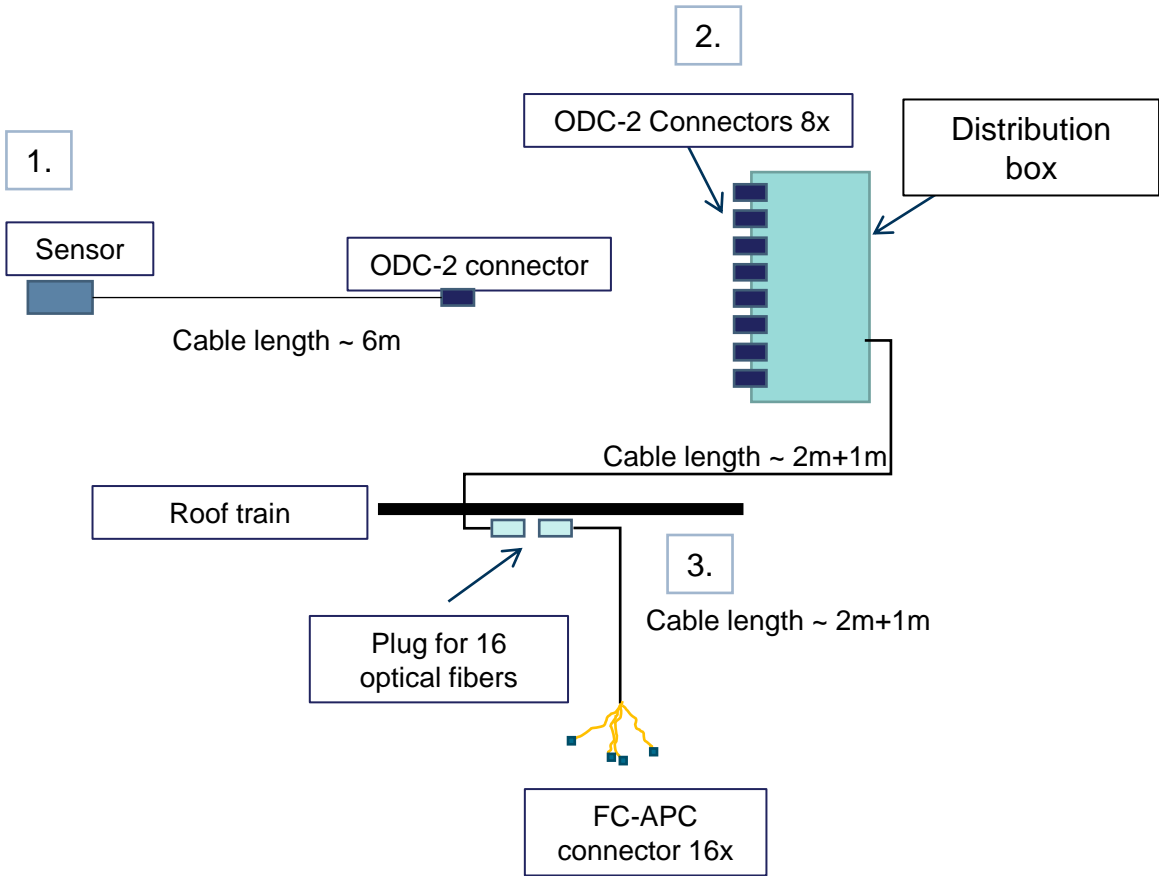 1.
Sensor
ODC-2 connector
Cable length ~ 6m
2.
ODC-2 Connectors 8x
Distribution
box
Cable length ~ 2m+1m
Roof train
3.
Cable length ~ 2m+1m
Plug for 16
optical fibers
FC-APC
connector 16x